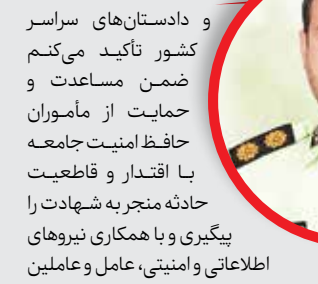 و دادستان‌های سراسر
کشور تأکید می‌کنم
ضمن مساعدت و
حمایت از مأموران
حافظ امنیت جامعه
با اقتدار و قاطعیت
حادثه منجر به شهادت را
پیگیری و با همکاری نیروهای
اطلاعاتی و امنیتی، عامل و عاملین